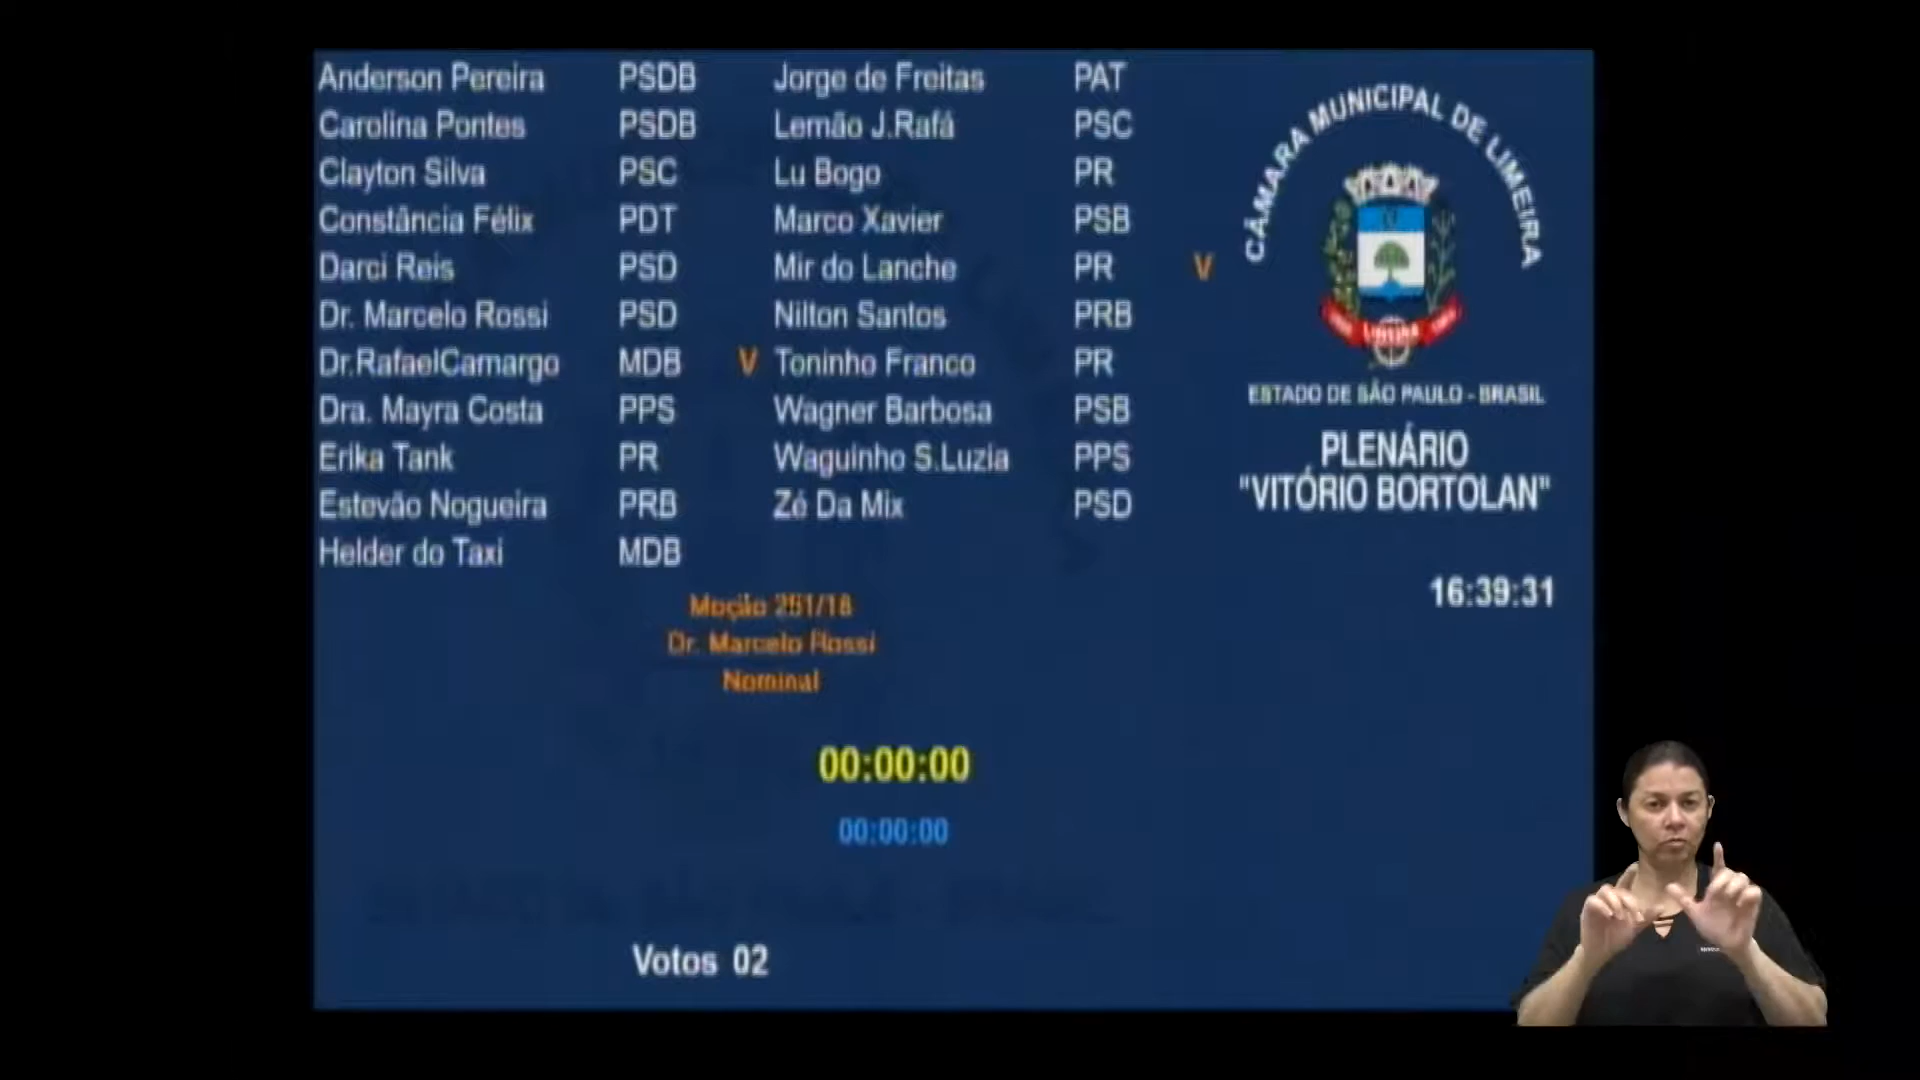 Anderson Pereira PSDB Jorge de Freitas PAT
Carolina Pontes PSDB Lemão J.Rafá PSC
Clayton Silva PSC Lu Bogo PR
Constância Félix PDT Marco Xavier PSB
Darci Reis PSD Mir do Lanche PR V
Dr. Marcelo Rossi PSD Nilton Santos PRB
Dr.RafaelCamargo MDB V Toninho Franco PR
Dra. Mayra Costa PPS Wagner Barbosa PSB
Erika Tank PR Waguinho S.Luzia PPS
Estevão Nogueira PRB Zé Da Mix PSD
Helder do Taxi MDB
Moção 251/18
Dr. Marcelo Rossi
Nominal
00:00:00
00:00:00
Votos 02
CÂMARA MUNICIPAL DE LIMEIRA
LIMEIRA
ESTADO DE SÃO PAULO - BRASIL
PLENÁRIO
"VITÓRIO BORTOLAN"
16:39:31